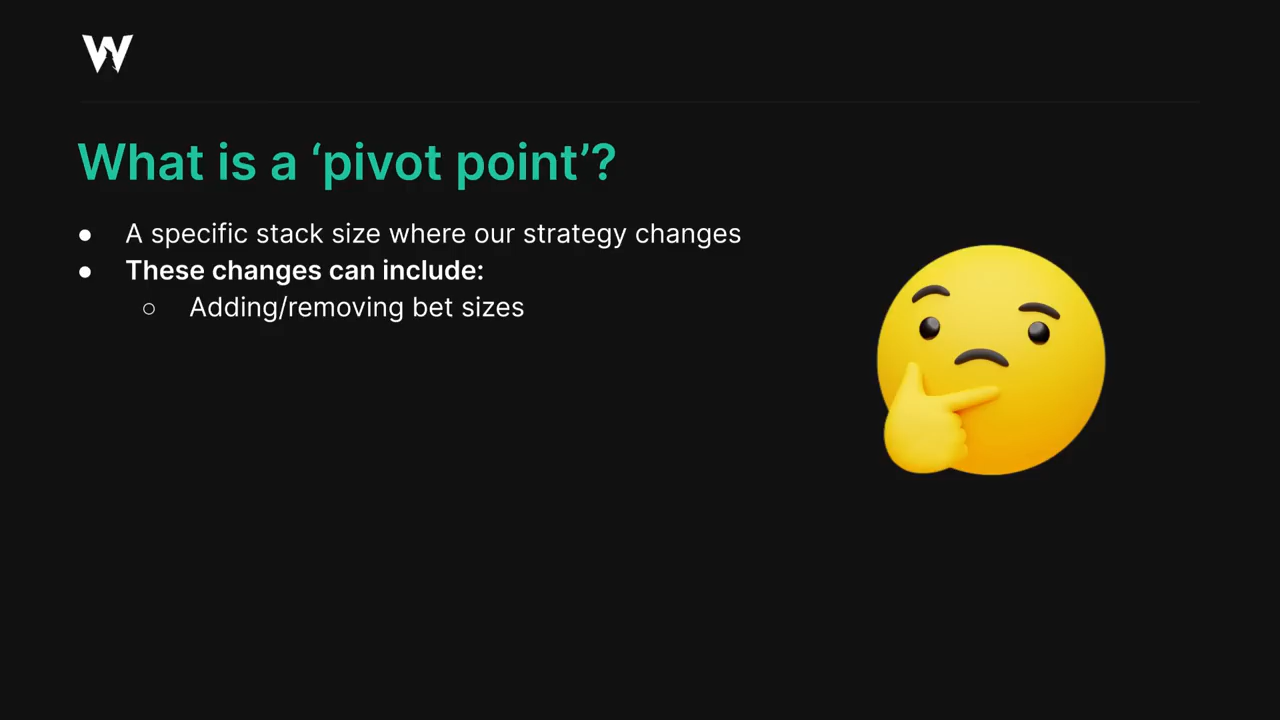 W
What is a ‘pivot point’?
● A specific stack size where our strategy changes
● These changes can include:
○ Adding/removing bet sizes